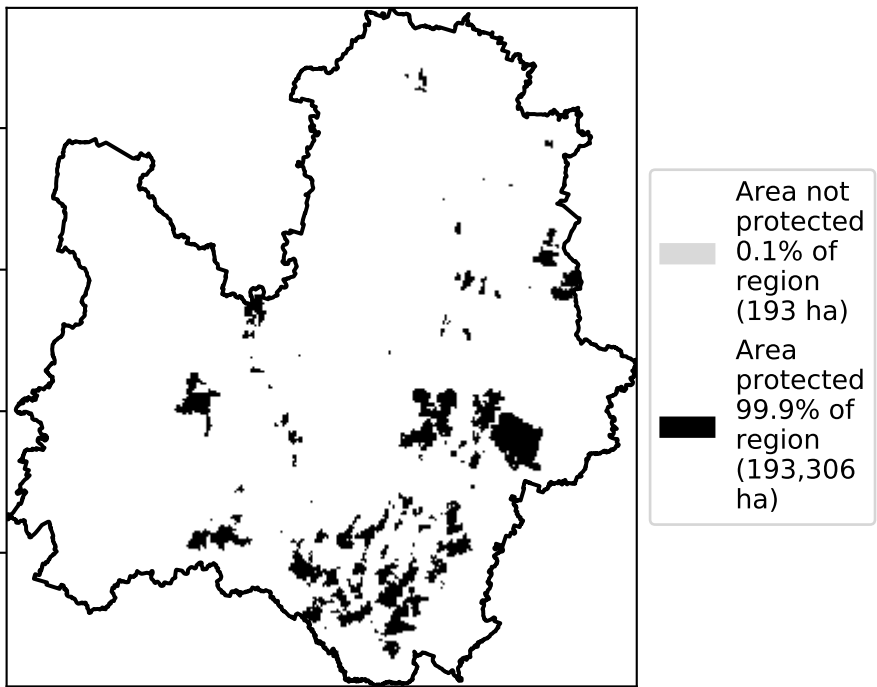 Area not
protected
0.1% of
region
(193 ha)
Area
protected
99.9% of
region
(193,306
ha)